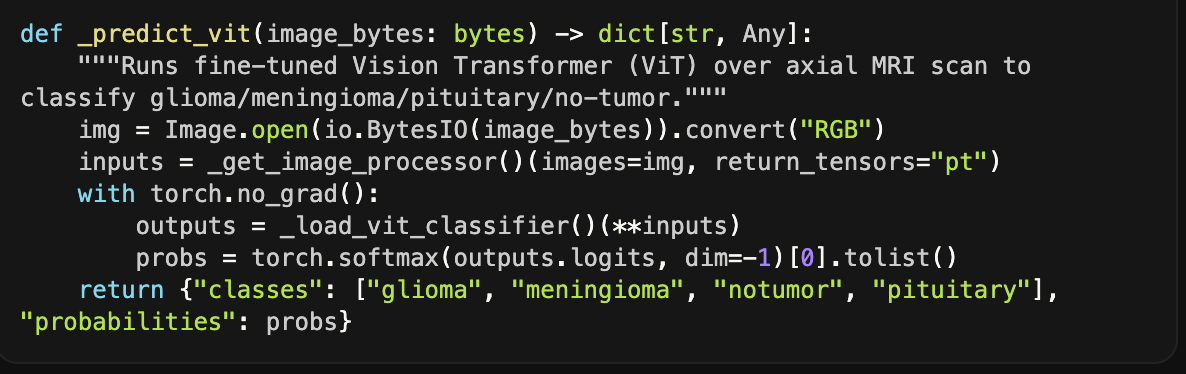 def _predict_vit(image_bytes: bytes) -> dict[str, Any]:
    """Runs fine-tuned Vision Transformer (ViT) over axial MRI scan to
classify glioma/meningioma/pituitary/no-tumor."""
    img = Image.open(io.BytesIO(image_bytes)).convert("RGB")
    inputs = _get_image_processor()(images=img, return_tensors="pt")
    with torch.no_grad():
        outputs = _load_vit_classifier()(**inputs)
        probs = torch.softmax(outputs.logits, dim=-1)[0].tolist()
    return {"classes": ["glioma", "meningioma", "notumor", "pituitary"],
"probabilities": probs}